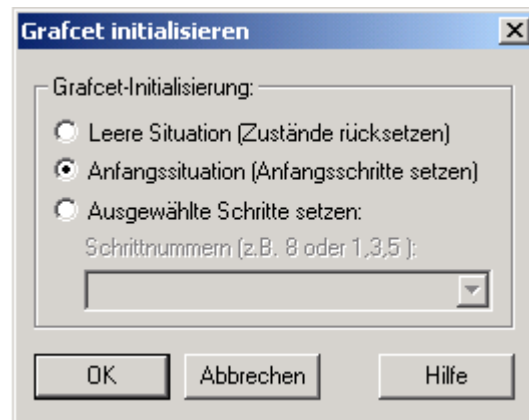 Grafcet initialisieren
Grafcet-Initialisierung:
Leere Situation (Zustände rücksetzen)
Anfangssituation (Anfangsschritte setzen)
Ausgewählte Schritte setzen:
Schrittnummern (z.B. 8 oder 1,3,5 ):
OK Abbrechen Hilfe